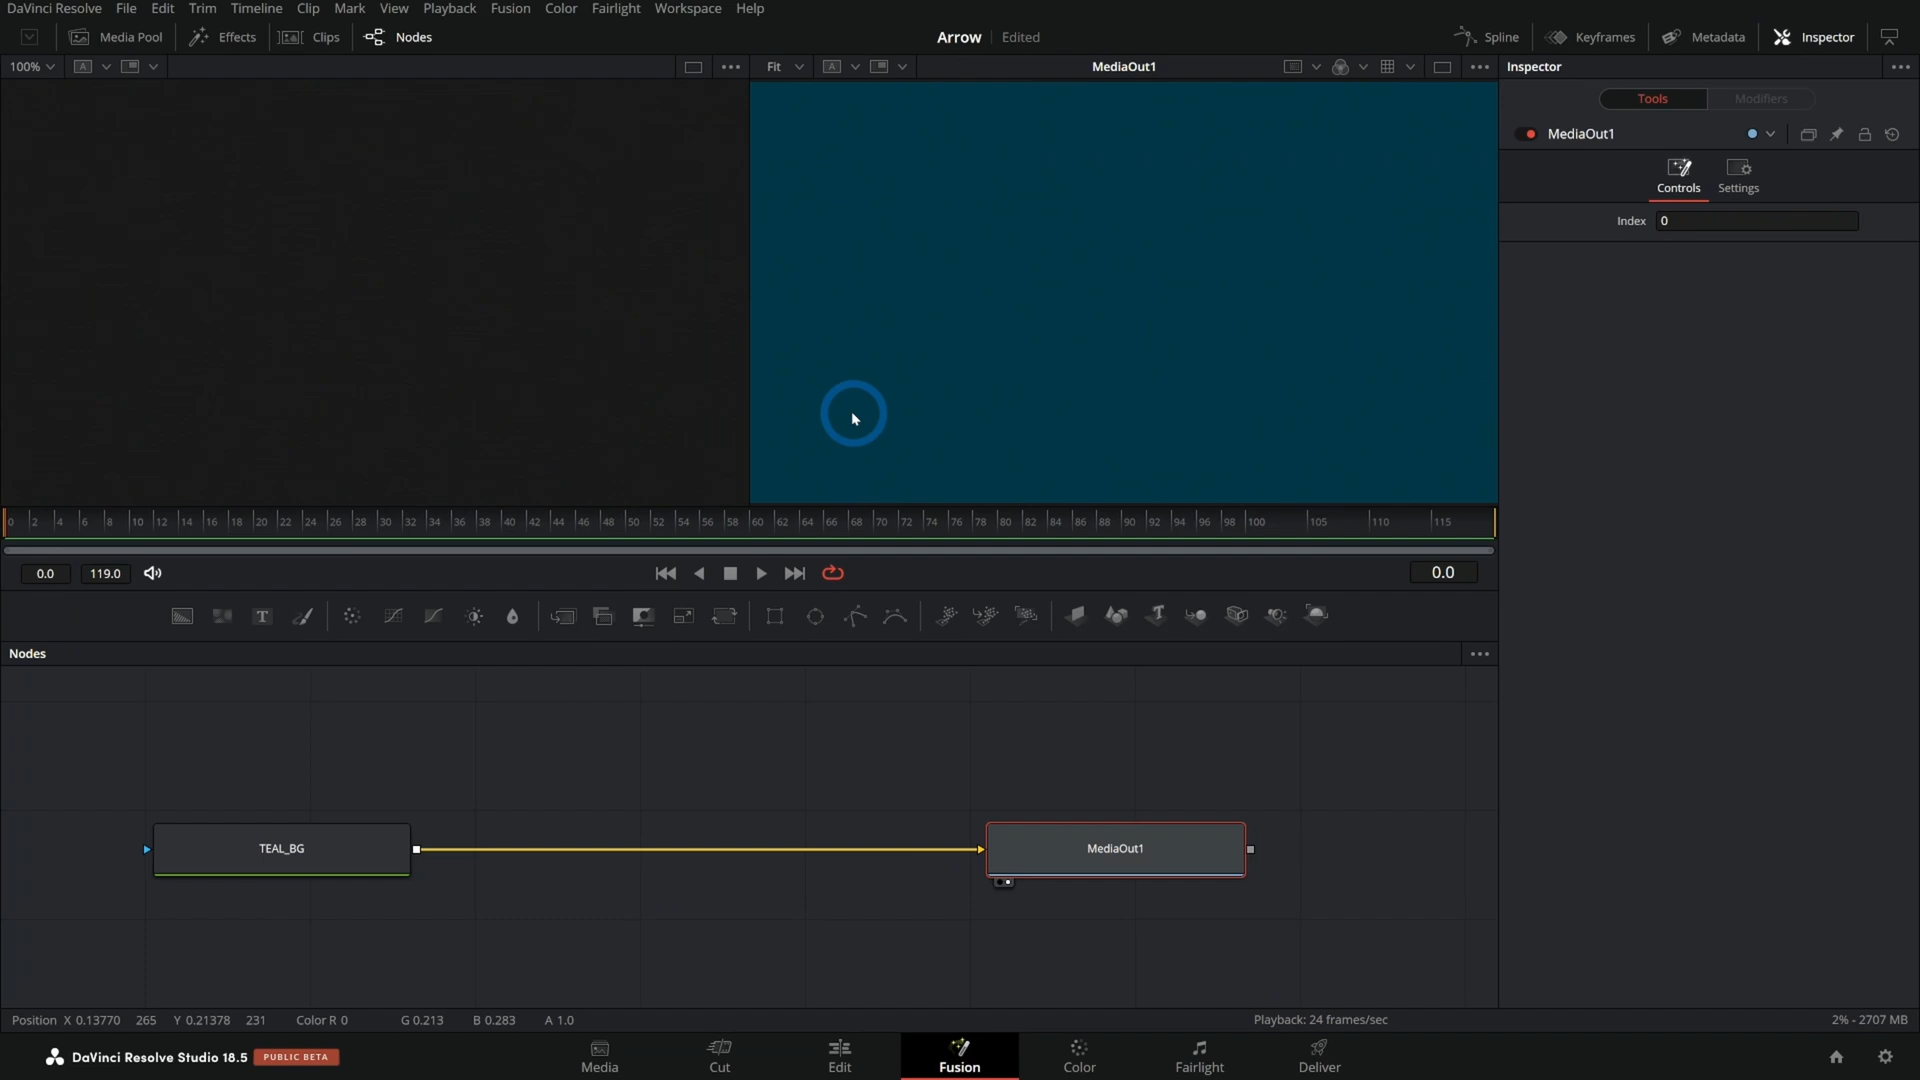 DaVinci Resolve File Edit Trim Timeline Clip Mark View Playback Fusion Color Fairlight Workspace Help
Media Pool Effects Clips Nodes Arrow Edited Spline Keyframes Metadata Inspector
100% A Fit A MediaOut1 Inspector
Tools Modifiers
MediaOut1
Controls Settings
Index 0
0 2 4 6 8 10 12 14 16 18 20 22 24 26 28 30 32 34 36 38 40 42 44 46 48 50 52 54 56 58 60 62 64 66 68 70 72 74 76 78 80 82 84 86 88 90 92 94 96 98 100 105 110 115
0.0 119.0 0.0
T T
Nodes
TEAL_BG MediaOut1
Position X 0.13770 265 Y 0.21378 231 Color R 0 G 0.213 B 0.283 A 1.0 Playback: 24 frames/sec 2% - 2707 MB
DaVinci Resolve Studio 18.5 PUBLIC BETA Media Cut Edit Fusion Color Fairlight Deliver